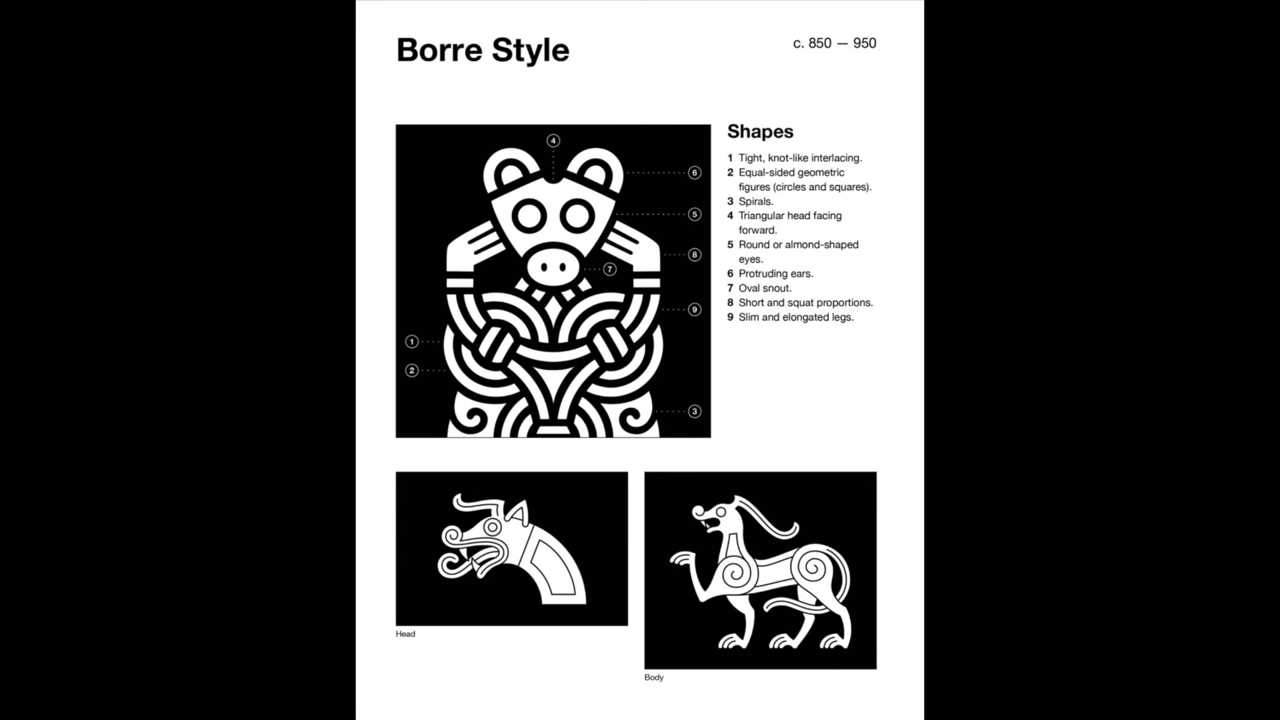 Borre Style
c. 850 — 950
4
6
5
8
7
9
1
2
3
Shapes
1 Tight, knot-like interlacing.
2 Equal-sided geometric
figures (circles and squares).
3 Spirals.
4 Triangular head facing
forward.
5 Round or almond-shaped
eyes.
6 Protruding ears.
7 Oval snout.
8 Short and squat proportions.
9 Slim and elongated legs.
Head
Body